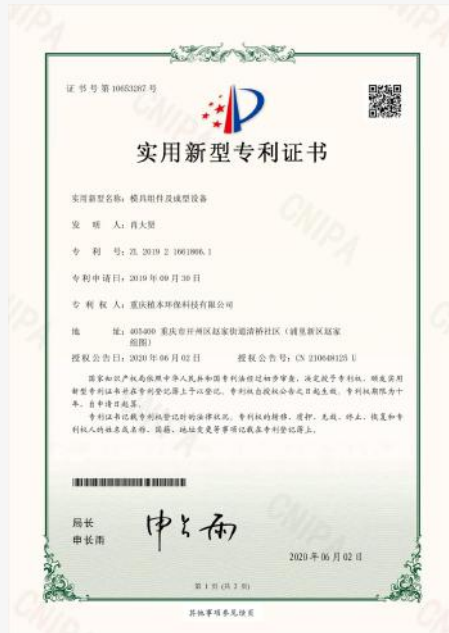 证书号第10653267号
实用新型专利证书
实用新型名称：模具组件及成型设备
发明人：肖大贤
专利号：ZL 2019 2 1661866.1
专利申请日：2019年09月30日
专利权人：重庆植本环保科技有限公司
地址：405400 重庆市开州区赵家街道清桥社区（浦里新区赵家
组团）
授权公告日：2020年06月02日 授权公告号：CN 210648125 U
国家知识产权局依照中华人民共和国专利法经过初步审查，决定授予专利权，颁发实用
新型专利证书并在专利登记簿上予以登记。专利权自授权公告之日起生效。专利权期限为十
年，自申请日起算。
专利证书记载专利权登记时的法律状况。专利权的转移、质押、无效、终止、恢复和专
利权人的姓名或名称、国籍、地址变更等事项记载在专利登记簿上。
局长
申长雨
申长雨
2020年06月02日
第 1 页 (共 2 页)
其他事项参见续页
CNIPA